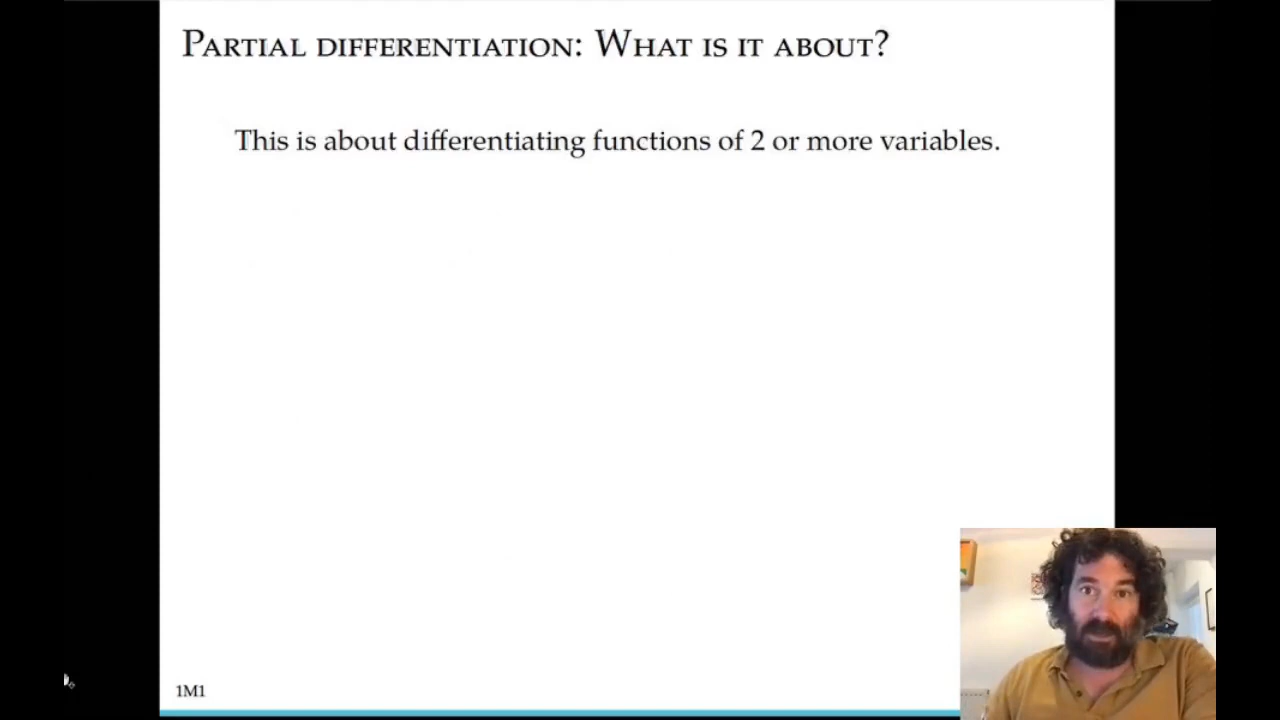 Partial differentiation: What is it about?
This is about differentiating functions of 2 or more variables.
1M1